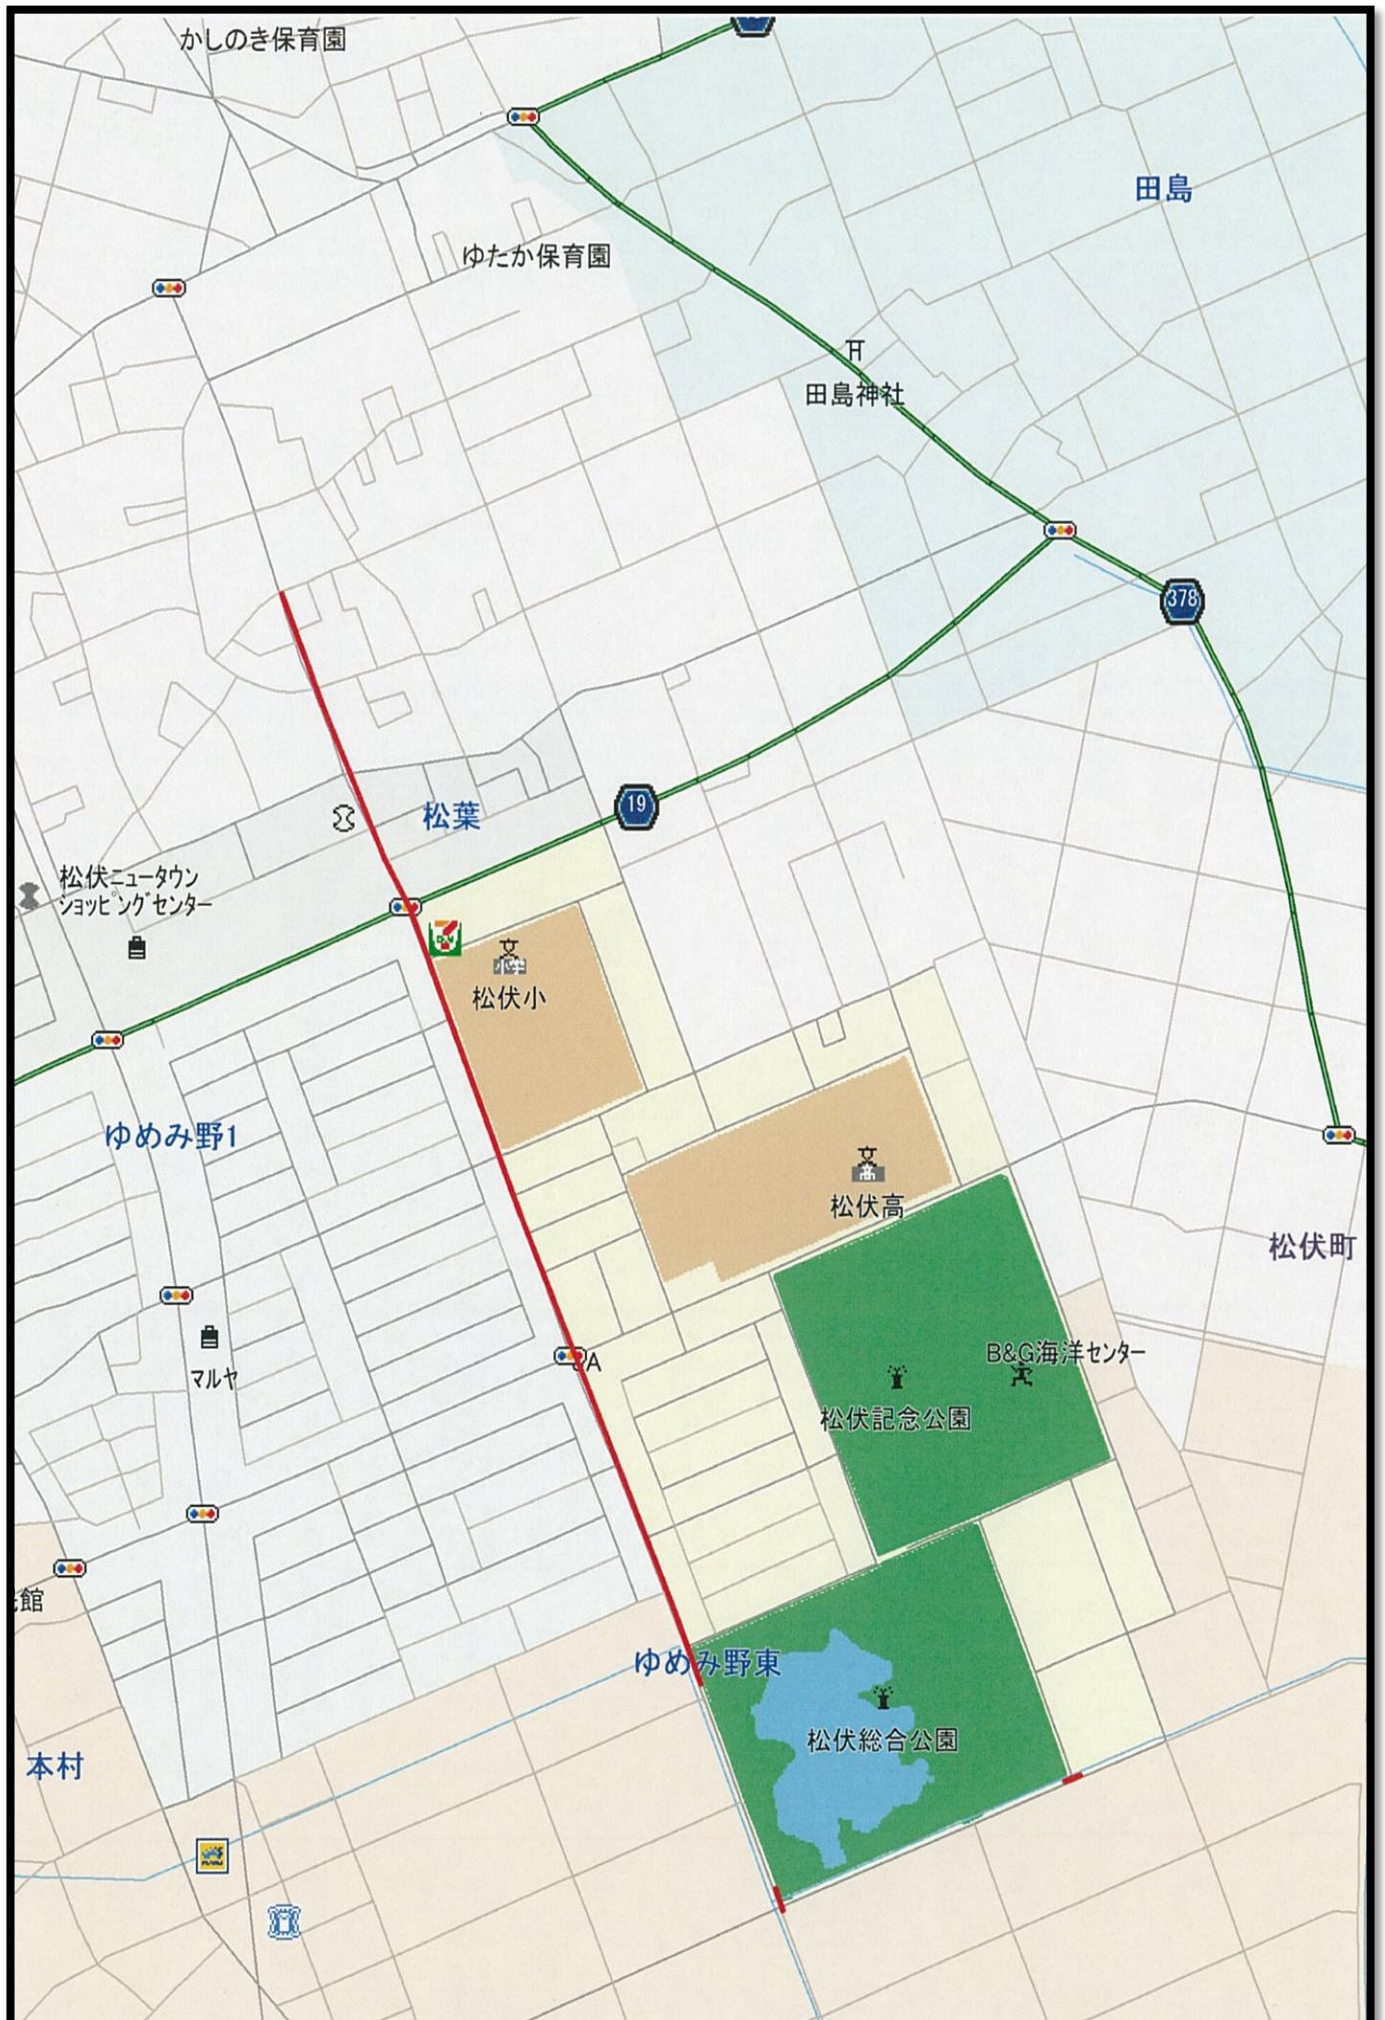 かしのき保育園
田島
ゆたか保育園
田島神社
378
19
松葉
松伏ニュータウン
ショッピングセンター
小学
松伏小
ゆめみ野1
高
松伏高
松伏町
マルヤ
A
B&G海洋センター
松伏記念公園
館
ゆめみ野東
松伏総合公園
本村